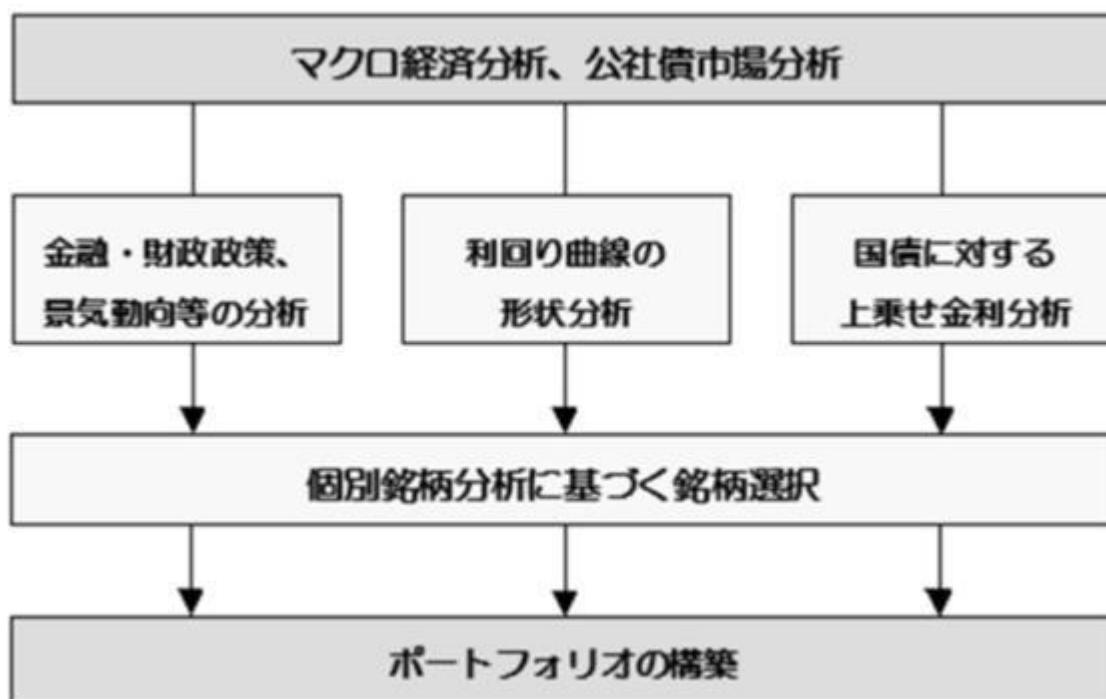 マクロ経済分析、公社債市場分析
金融・財政政策、
景気動向等の分析
利回り曲線の
形状分析
国債に対する
上乗せ金利分析
個別銘柄分析に基づく銘柄選択
ポートフォリオの構築